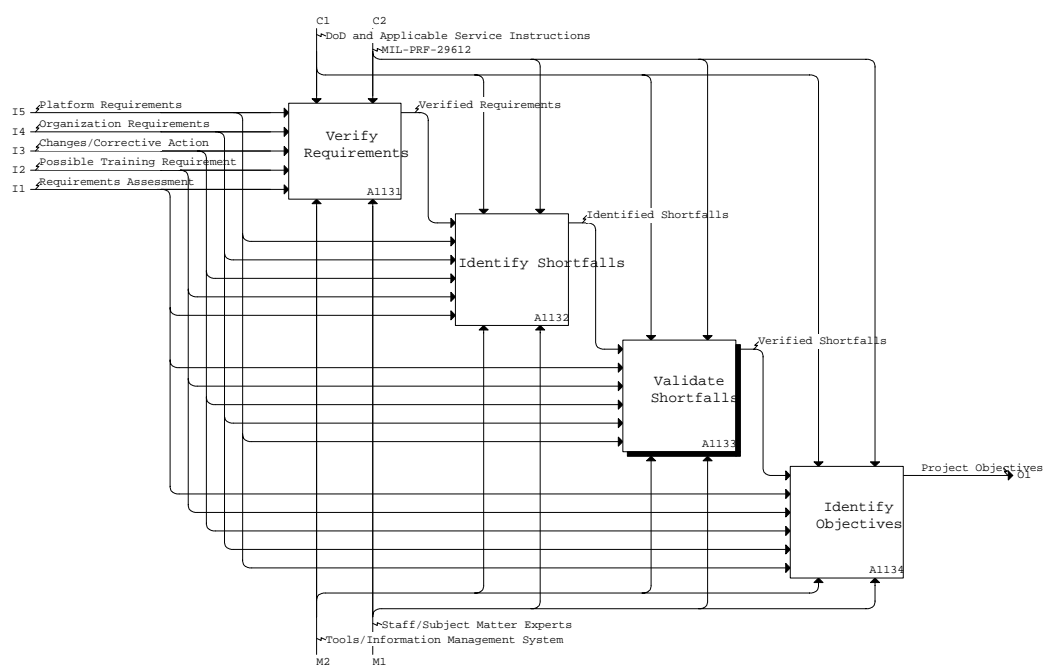 C1 C2
DoD and Applicable Service Instructions
MIL-PRF-29612
I5 Platform Requirements
I4 Organization Requirements
I3 Changes/Corrective Action
I2 Possible Training Requirement
I1 Requirements Assessment
Verify
Requirements
A1131
Verified Requirements
Identify Shortfalls
A1132
Identified Shortfalls
Validate
Shortfalls
A1133
Verified Shortfalls
Identify
Objectives
A1134
Project Objectives
O1
Staff/Subject Matter Experts
Tools/Information Management System
M2 M1